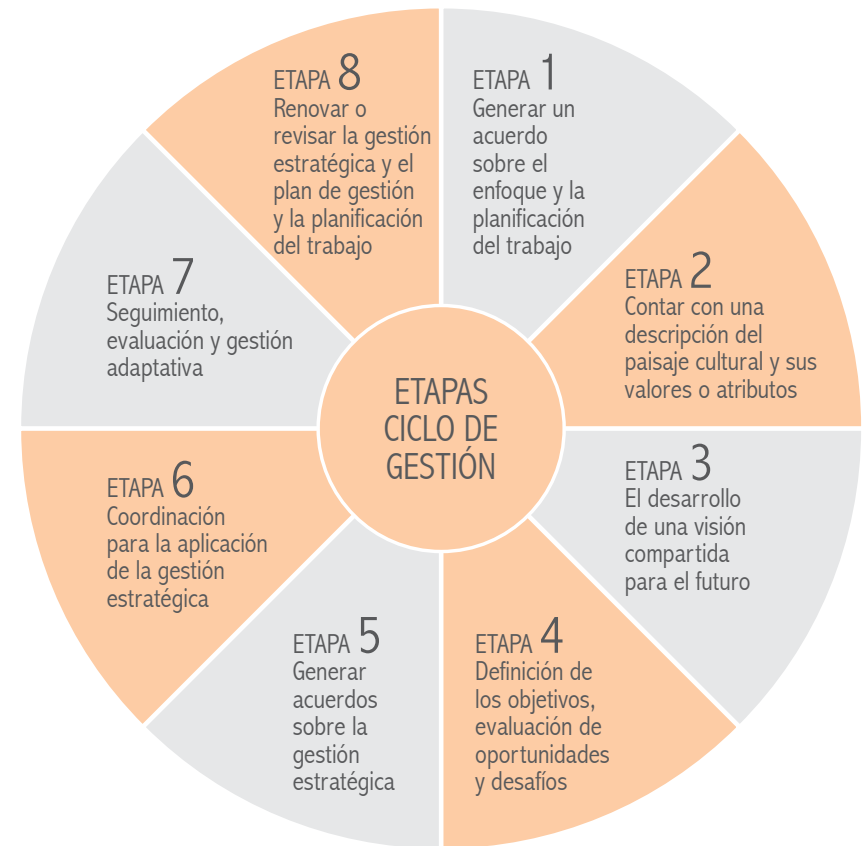 ETAPAS
CICLO DE
GESTIÓN
ETAPA 1
Generar un
acuerdo
sobre el
enfoque y la
planificación
del trabajo
ETAPA 2
Contar con una
descripción del
paisaje cultural y sus
valores o atributos
ETAPA 3
El desarrollo
de una visión
compartida
para el futuro
ETAPA 4
Definición de
los objetivos,
evaluación de
oportunidades
y desafíos
ETAPA 5
Generar
acuerdos
sobre la
gestión
estratégica
ETAPA 6
Coordinación
para la aplicación
de la gestión
estratégica
ETAPA 7
Seguimiento,
evaluación y gestión
adaptativa
ETAPA 8
Renovar o
revisar la gestión
estratégica y el
plan de gestión
y la planificación
del trabajo